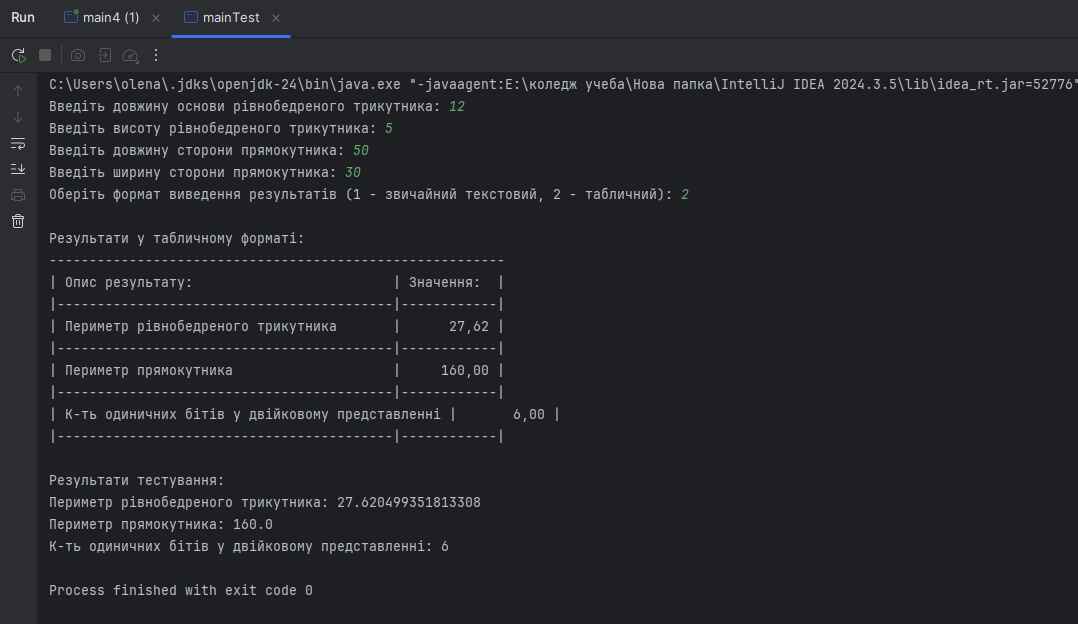 Run main4 (1) mainTest
C:\Users\olena\.jdks\openjdk-24\bin\java.exe "-javaagent:E:\коледж учеба\Нова папка\IntelliJ IDEA 2024.3.5\lib\idea_rt.jar=52776"
Введіть довжину основи рівнобедреного трикутника: 12
Введіть висоту рівнобедреного трикутника: 5
Введіть довжину сторони прямокутника: 50
Введіть ширину сторони прямокутника: 30
Оберіть формат виведення результатів (1 - звичайний текстовий, 2 - табличний): 2
Результати у табличному форматі:
---------------------------------------------------------
| Опис результату:                         | Значення:  |
|------------------------------------------|------------|
| Периметр рівнобедреного трикутника       |      27,62 |
|------------------------------------------|------------|
| Периметр прямокутника                    |     160,00 |
|------------------------------------------|------------|
| К-ть одиничних бітів у двійковому представленні |       6,00 |
|------------------------------------------|------------|
Результати тестування:
Периметр рівнобедреного трикутника: 27.620499351813308
Периметр прямокутника: 160.0
К-ть одиничних бітів у двійковому представленні: 6
Process finished with exit code 0